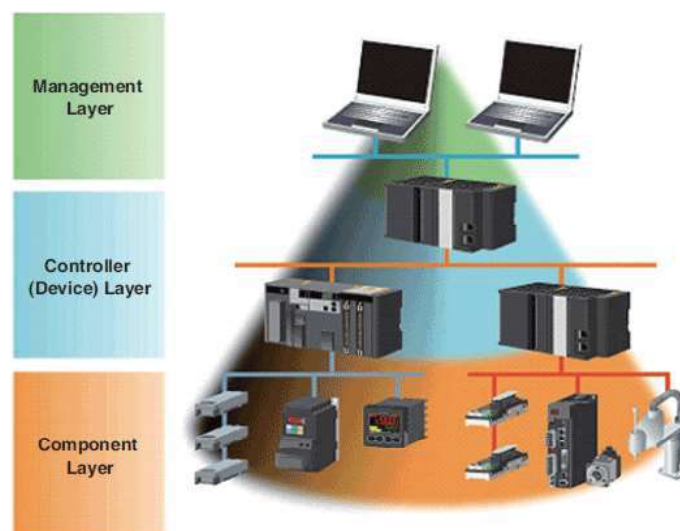 Management
Layer
Controller
(Device) Layer
Component
Layer